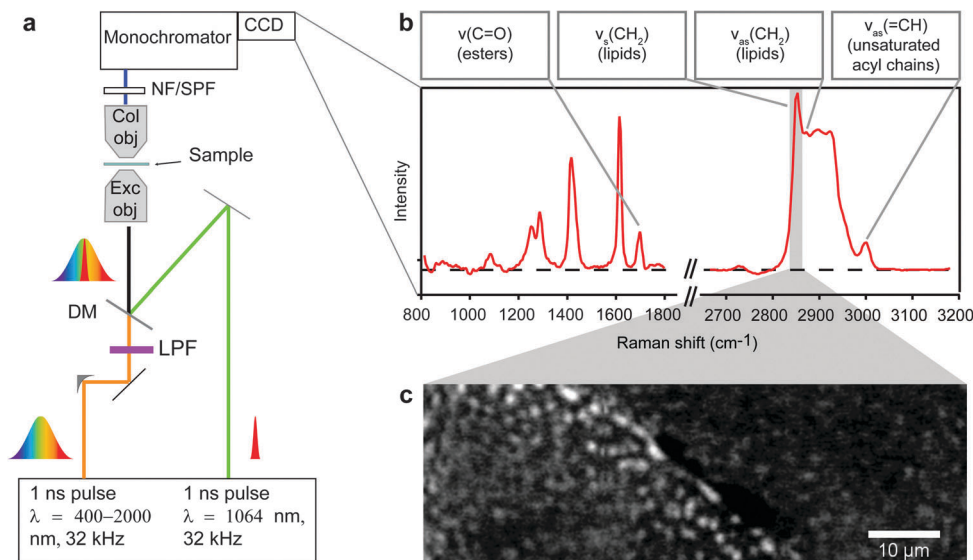 a
Monochromator
CCD
NF/SPF
Col
obj
Sample
Exc
obj
DM
LPF
1 ns pulse
λ = 400–2000
nm, 32 kHz
1 ns pulse
λ = 1064 nm,
32 kHz
b
ν(C=O)
(esters)
νs(CH2)
(lipids)
νas(CH2)
(lipids)
νas(=CH)
(unsaturated
acyl chains)
Intensity
800 1000 1200 1400 1600 1800 2700 2800 2900 3000 3100 3200
Raman shift (cm-1)
c
10 μm